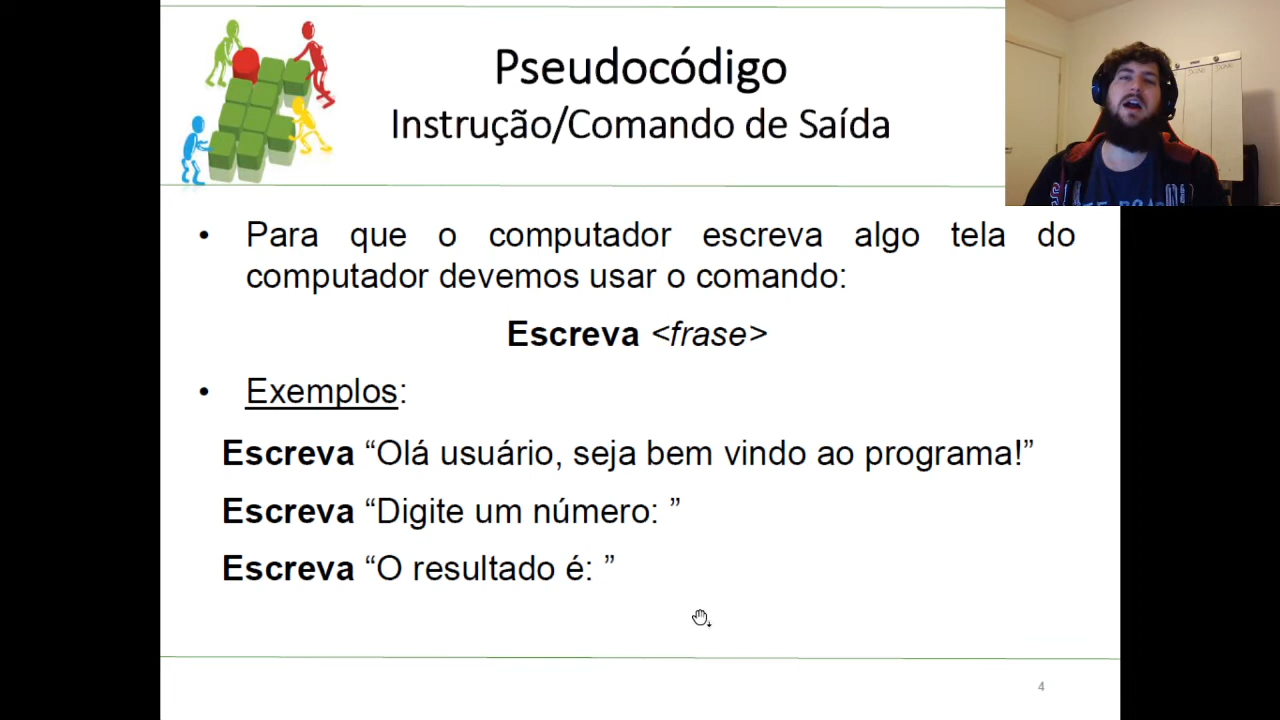 Pseudocódigo
Instrução/Comando de Saída
• Para que o computador escreva algo tela do
computador devemos usar o comando:
Escreva <frase>
• Exemplos:
Escreva “Olá usuário, seja bem vindo ao programa!”
Escreva “Digite um número: ”
Escreva “O resultado é: ”
4